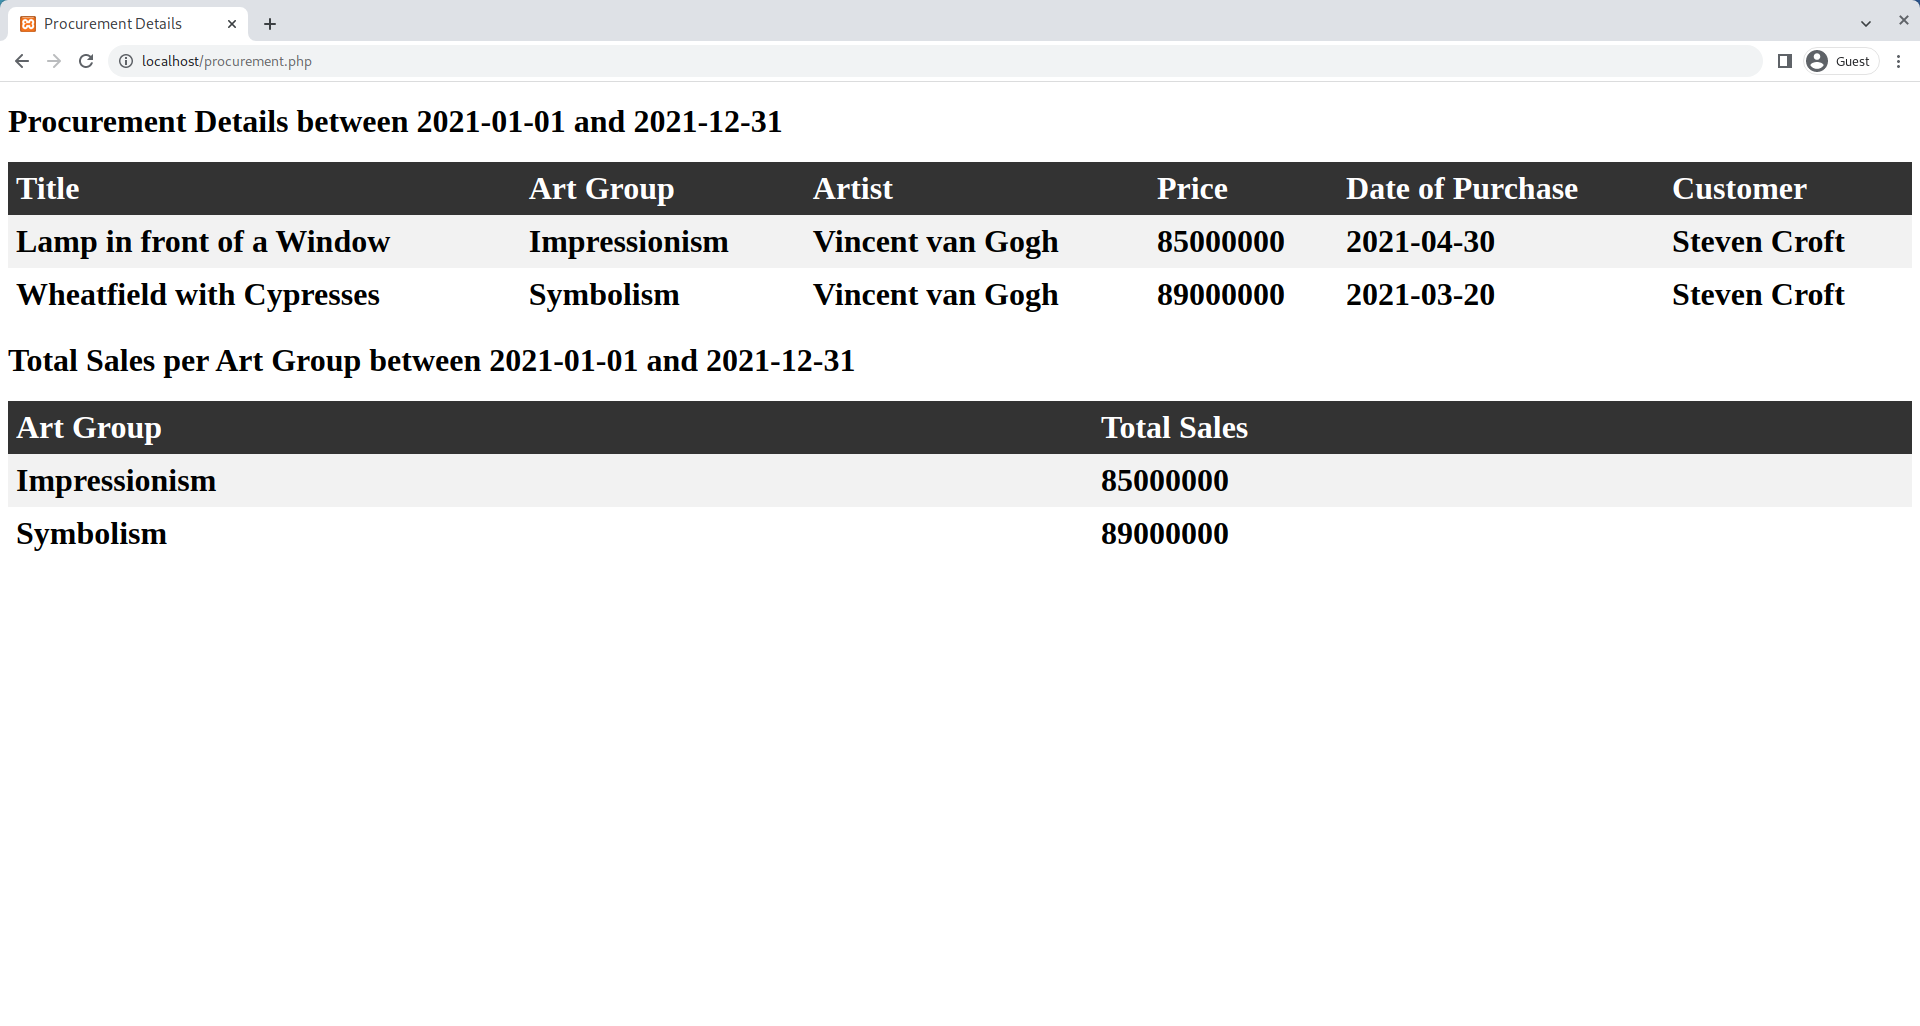 Procurement Details
localhost/procurement.php
Guest
Procurement Details between 2021-01-01 and 2021-12-31
Title Art Group Artist Price Date of Purchase Customer
Lamp in front of a Window Impressionism Vincent van Gogh 85000000 2021-04-30 Steven Croft
Wheatfield with Cypresses Symbolism Vincent van Gogh 89000000 2021-03-20 Steven Croft
Total Sales per Art Group between 2021-01-01 and 2021-12-31
Art Group Total Sales
Impressionism 85000000
Symbolism 89000000